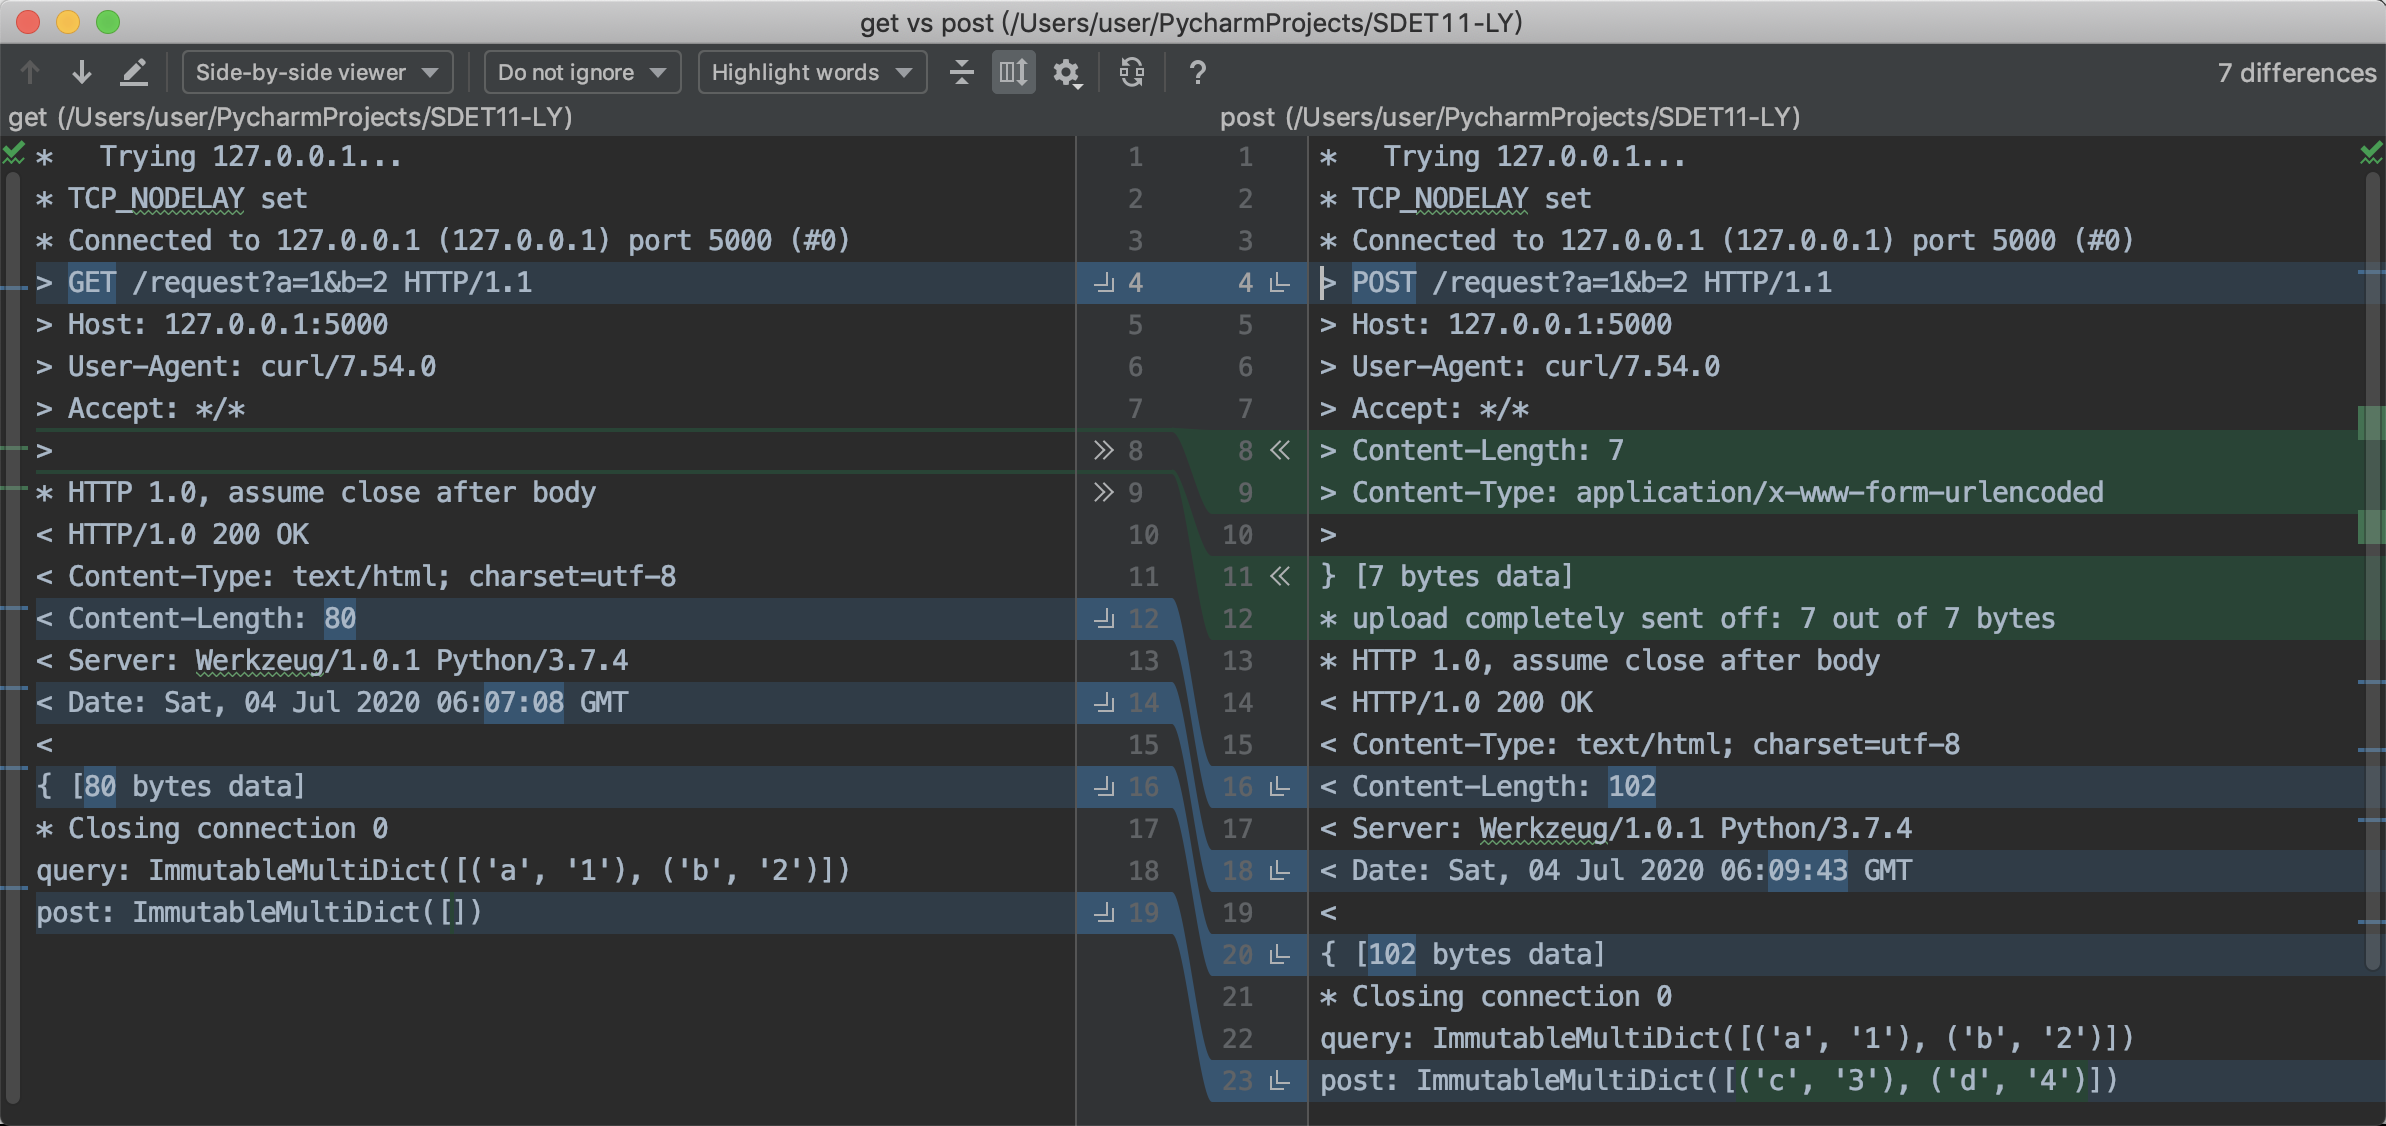 get vs post (/Users/user/PycharmProjects/SDET11-LY)
Side-by-side viewer Do not ignore Highlight words ? 7 differences
get (/Users/user/PycharmProjects/SDET11-LY)
*   Trying 127.0.0.1... 1
* TCP_NODELAY set 2
* Connected to 127.0.0.1 (127.0.0.1) port 5000 (#0) 3
> GET /request?a=1&b=2 HTTP/1.1 4
> Host: 127.0.0.1:5000 5
> User-Agent: curl/7.54.0 6
> Accept: */* 7
> 8
* HTTP 1.0, assume close after body 9
< HTTP/1.0 200 OK 10
< Content-Type: text/html; charset=utf-8 11
< Content-Length: 80 12
< Server: Werkzeug/1.0.1 Python/3.7.4 13
< Date: Sat, 04 Jul 2020 06:07:08 GMT 14
< 15
{ [80 bytes data] 16
* Closing connection 0 17
query: ImmutableMultiDict([('a', '1'), ('b', '2')]) 18
post: ImmutableMultiDict([]) 19
post (/Users/user/PycharmProjects/SDET11-LY)
1 *   Trying 127.0.0.1...
2 * TCP_NODELAY set
3 * Connected to 127.0.0.1 (127.0.0.1) port 5000 (#0)
4 > POST /request?a=1&b=2 HTTP/1.1
5 > Host: 127.0.0.1:5000
6 > User-Agent: curl/7.54.0
7 > Accept: */*
8 > Content-Length: 7
9 > Content-Type: application/x-www-form-urlencoded
10 >
11 } [7 bytes data]
12 * upload completely sent off: 7 out of 7 bytes
13 * HTTP 1.0, assume close after body
14 < HTTP/1.0 200 OK
15 < Content-Type: text/html; charset=utf-8
16 < Content-Length: 102
17 < Server: Werkzeug/1.0.1 Python/3.7.4
18 < Date: Sat, 04 Jul 2020 06:09:43 GMT
19 <
20 { [102 bytes data]
21 * Closing connection 0
22 query: ImmutableMultiDict([('a', '1'), ('b', '2')])
23 post: ImmutableMultiDict([('c', '3'), ('d', '4')])